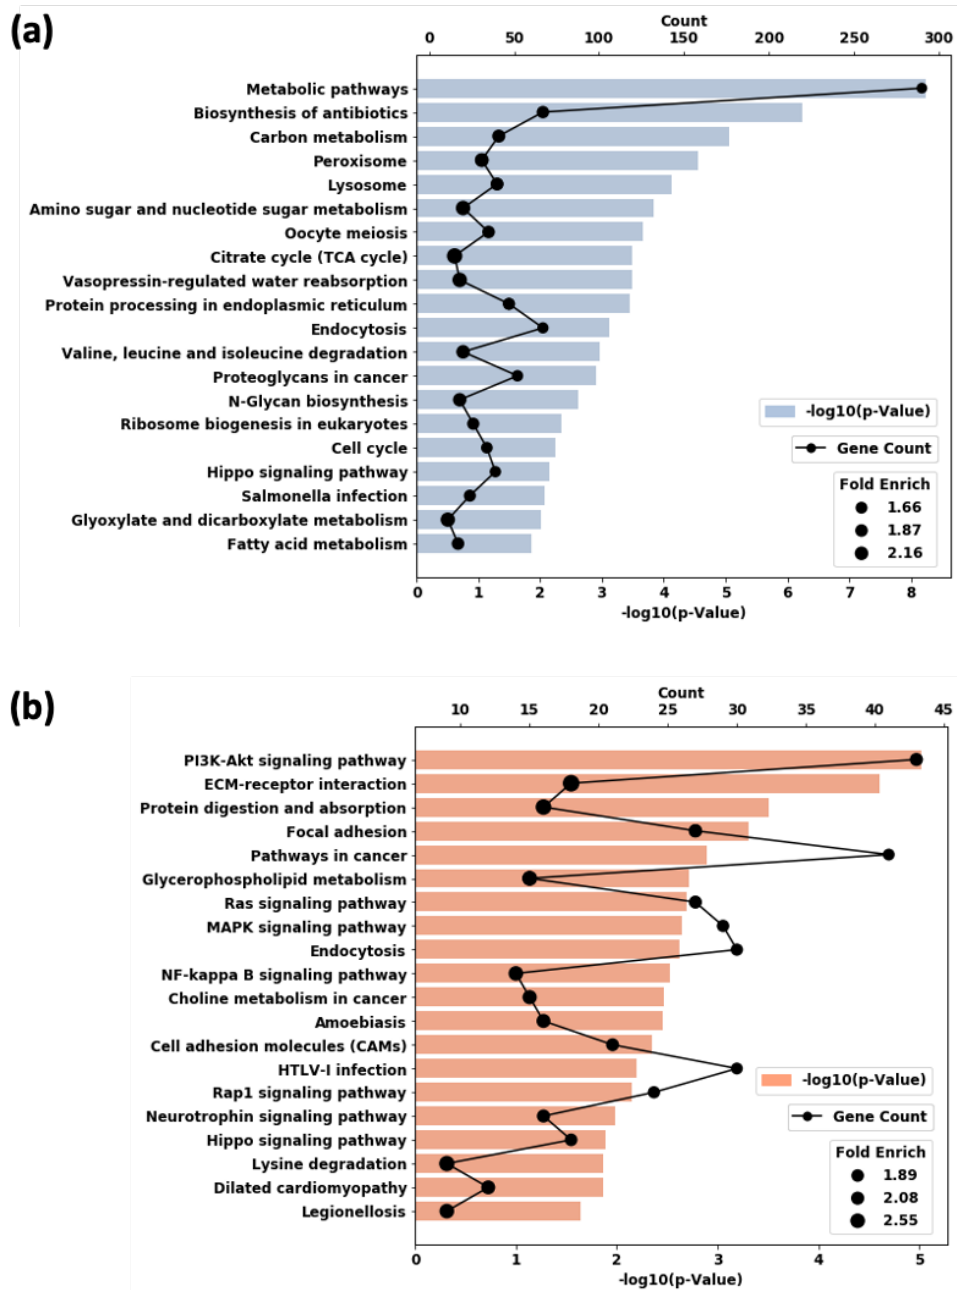 (a)
Count
0 50 100 150 200 250 300
Metabolic pathways
Biosynthesis of antibiotics
Carbon metabolism
Peroxisome
Lysosome
Amino sugar and nucleotide sugar metabolism
Oocyte meiosis
Citrate cycle (TCA cycle)
Vasopressin-regulated water reabsorption
Protein processing in endoplasmic reticulum
Endocytosis
Valine, leucine and isoleucine degradation
Proteoglycans in cancer
N-Glycan biosynthesis
Ribosome biogenesis in eukaryotes
Cell cycle
Hippo signaling pathway
Salmonella infection
Glyoxylate and dicarboxylate metabolism
Fatty acid metabolism
-log10(p-Value)
Gene Count
Fold Enrich
1.66
1.87
2.16
0 1 2 3 4 5 6 7 8
-log10(p-Value)
(b)
Count
10 15 20 25 30 35 40 45
PI3K-Akt signaling pathway
ECM-receptor interaction
Protein digestion and absorption
Focal adhesion
Pathways in cancer
Glycerophospholipid metabolism
Ras signaling pathway
MAPK signaling pathway
Endocytosis
NF-kappa B signaling pathway
Choline metabolism in cancer
Amoebiasis
Cell adhesion molecules (CAMs)
HTLV-I infection
Rap1 signaling pathway
Neurotrophin signaling pathway
Hippo signaling pathway
Lysine degradation
Dilated cardiomyopathy
Legionellosis
-log10(p-Value)
Gene Count
Fold Enrich
1.89
2.08
2.55
0 1 2 3 4 5
-log10(p-Value)